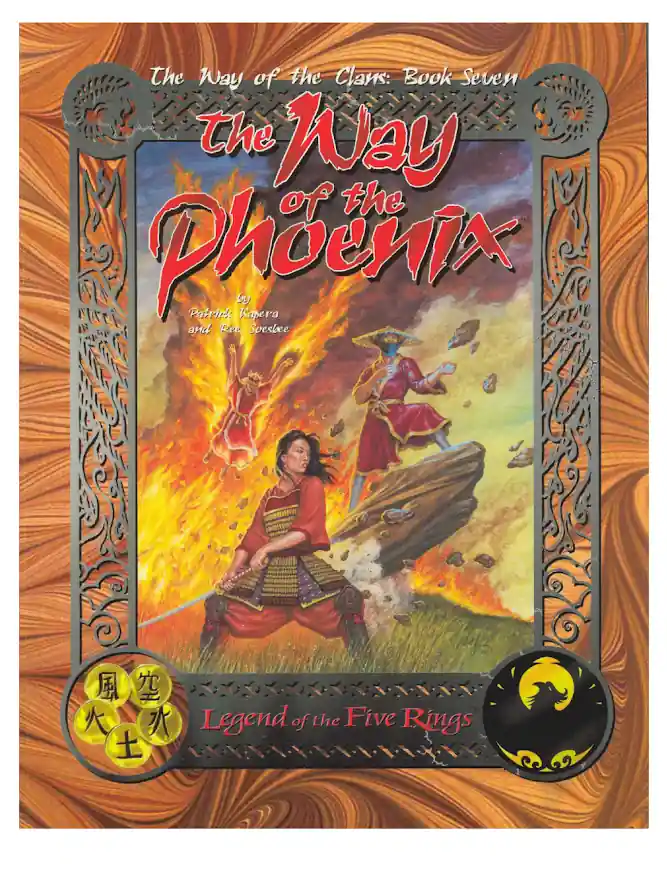 The Way of the Clans: Book Seven
The Way
of the
Phoenix
by
Patrick Kapera
and Ree Soesbee
風 空
火 水
土
Legend of the Five Rings